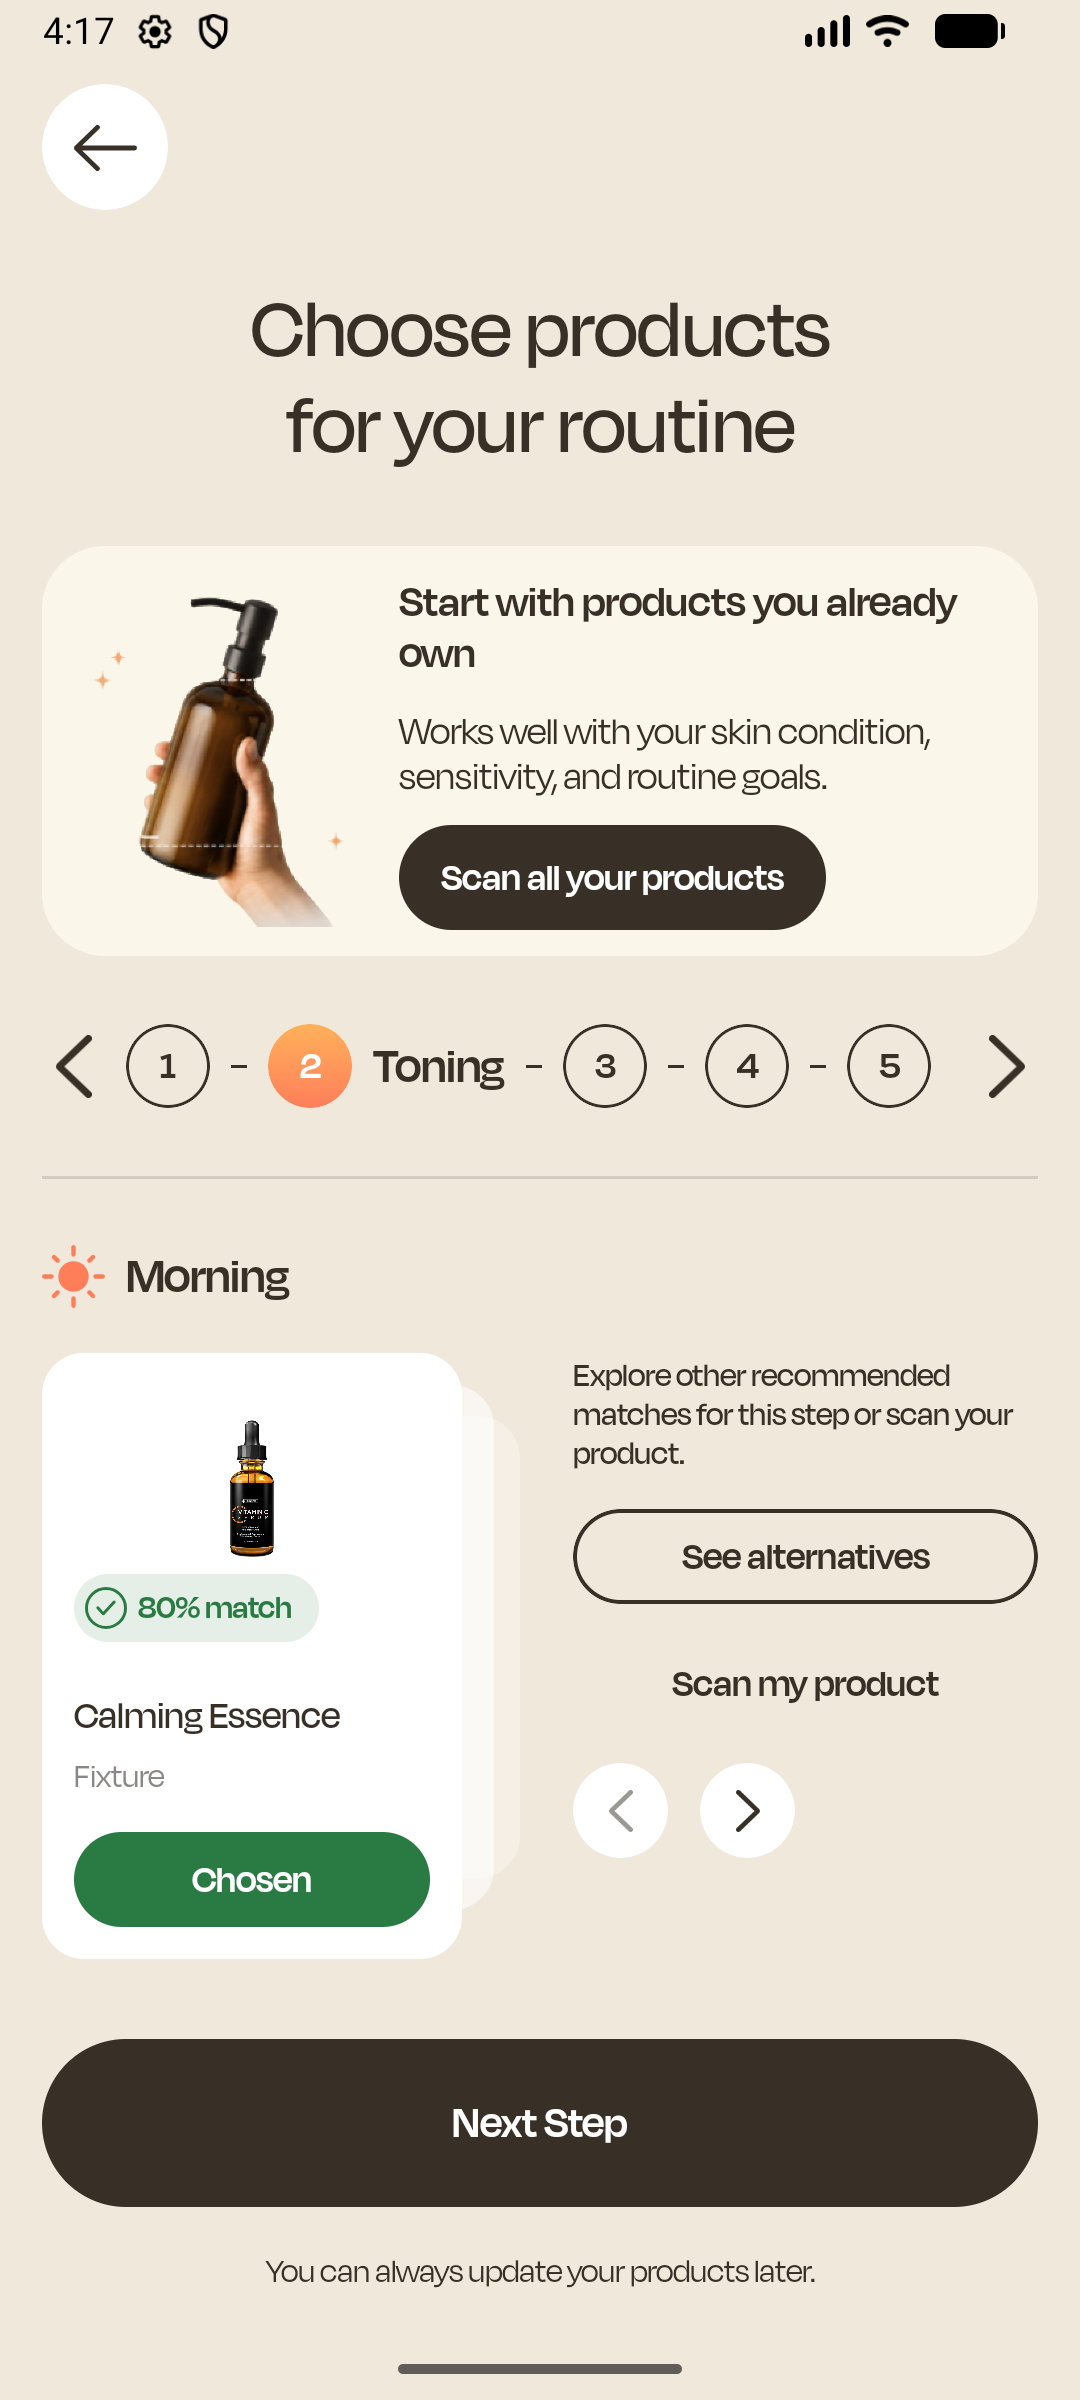 4:17
Choose products
for your routine
Start with products you already
own
Works well with your skin condition,
sensitivity, and routine goals.
Scan all your products
1 - 2 Toning - 3 - 4 - 5
Morning
Explore other recommended
matches for this step or scan your
product.
VITAMIN C
SERUM
80% match
See alternatives
Scan my product
Calming Essence
Fixture
Chosen
Next Step
You can always update your products later.